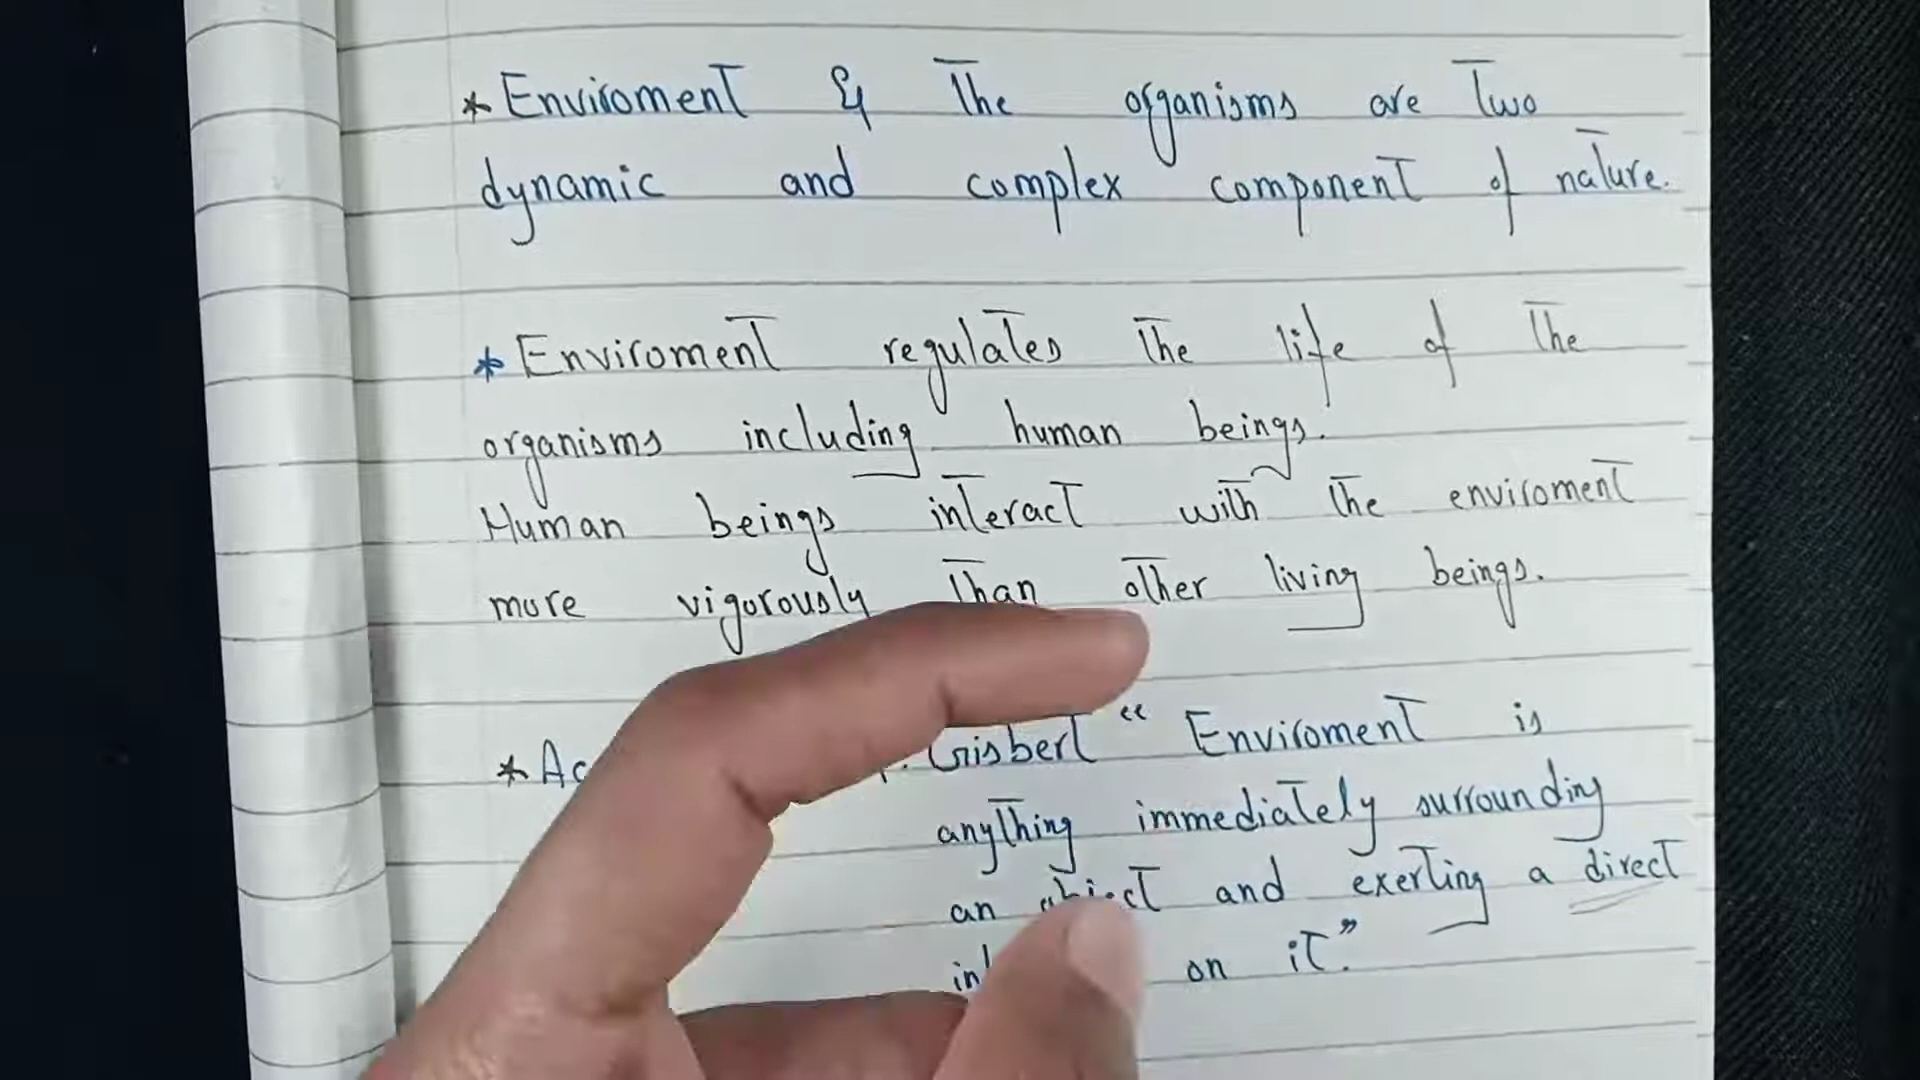 * Enviroment & The organisms are Two
dynamic and complex component of nature.
* Enviroment regulates The life of The
organisms including human beings.
Human beings interact with The enviroment
more vigorously Than other living beings.
* Gisbert “ Enviroment is
anything immediately surrounding
an object and exerting a direct
on it.”